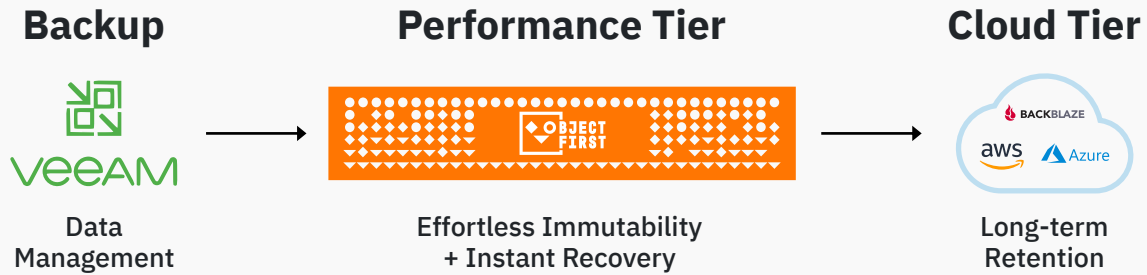 Backup
Performance Tier
Cloud Tier
VEEAM
OBJECT
FIRST
BACKBLAZE
aws
Azure
Data
Management
Effortless Immutability
+ Instant Recovery
Long-term
Retention